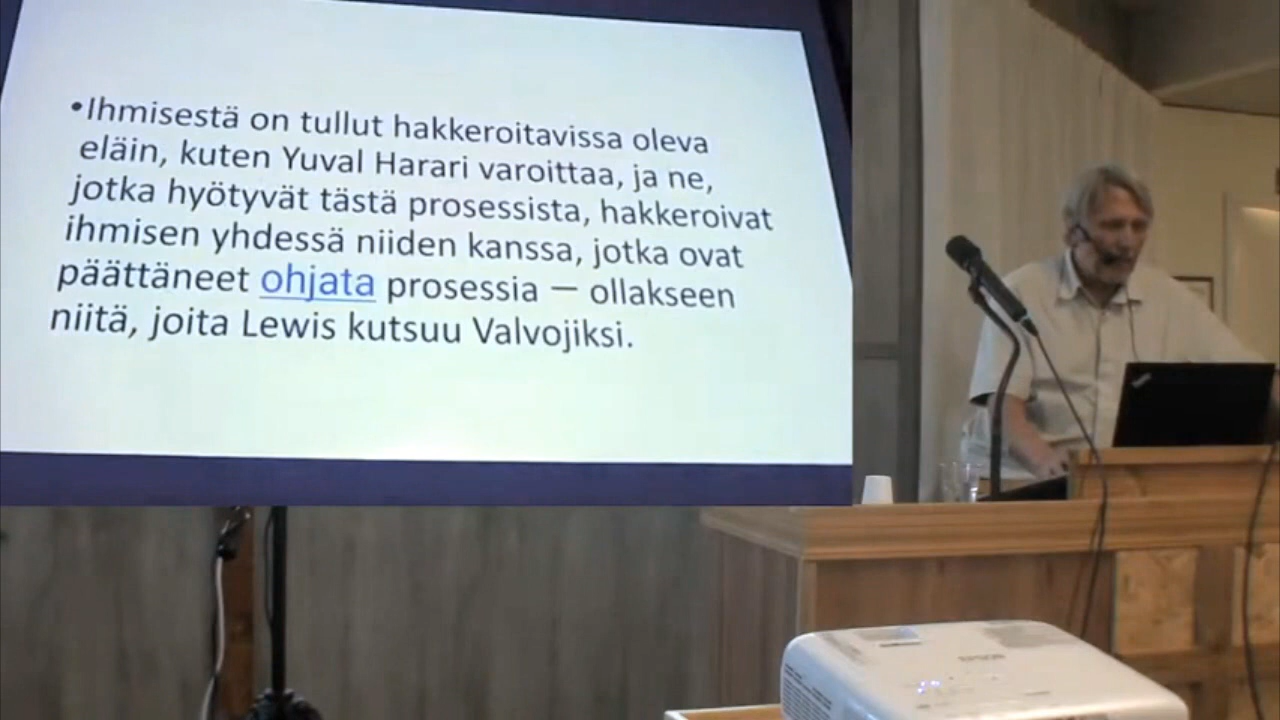 •Ihmisestä on tullut hakkeroitavissa oleva
eläin, kuten Yuval Harari varoittaa, ja ne,
jotka hyötyvät tästä prosessista, hakkeroivat
ihmisen yhdessä niiden kanssa, jotka ovat
päättäneet ohjata prosessia — ollakseen
niitä, joita Lewis kutsuu Valvojiksi.
EPSON